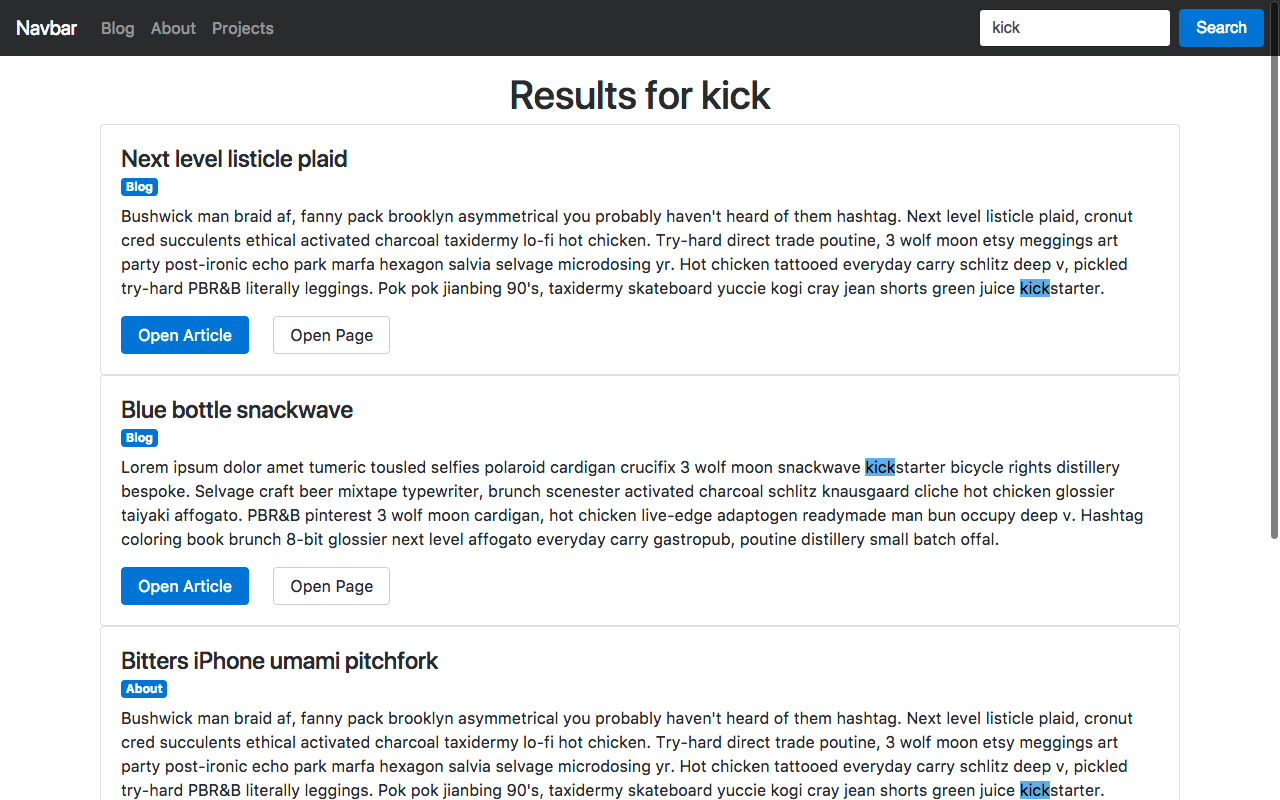 Navbar Blog About Projects kick Search
Results for kick
Next level listicle plaid
Blog
Bushwick man braid af, fanny pack brooklyn asymmetrical you probably haven't heard of them hashtag. Next level listicle plaid, cronut
cred succulents ethical activated charcoal taxidermy lo-fi hot chicken. Try-hard direct trade poutine, 3 wolf moon etsy meggings art
party post-ironic echo park marfa hexagon salvia selvage microdosing yr. Hot chicken tattooed everyday carry schlitz deep v, pickled
try-hard PBR&B literally leggings. Pok pok jianbing 90's, taxidermy skateboard yuccie kogi cray jean shorts green juice kickstarter.
Open Article Open Page
Blue bottle snackwave
Blog
Lorem ipsum dolor amet tumeric tousled selfies polaroid cardigan crucifix 3 wolf moon snackwave kickstarter bicycle rights distillery
bespoke. Selvage craft beer mixtape typewriter, brunch scenester activated charcoal schlitz knausgaard cliche hot chicken glossier
taiyaki affogato. PBR&B pinterest 3 wolf moon cardigan, hot chicken live-edge adaptogen readymade man bun occupy deep v. Hashtag
coloring book brunch 8-bit glossier next level affogato everyday carry gastropub, poutine distillery small batch offal.
Open Article Open Page
Bitters iPhone umami pitchfork
About
Bushwick man braid af, fanny pack brooklyn asymmetrical you probably haven't heard of them hashtag. Next level listicle plaid, cronut
cred succulents ethical activated charcoal taxidermy lo-fi hot chicken. Try-hard direct trade poutine, 3 wolf moon etsy meggings art
party post-ironic echo park marfa hexagon salvia selvage microdosing yr. Hot chicken tattooed everyday carry schlitz deep v, pickled
try-hard PBR&B literally leggings. Pok pok jianbing 90's, taxidermy skateboard yuccie kogi cray jean shorts green juice kickstarter.